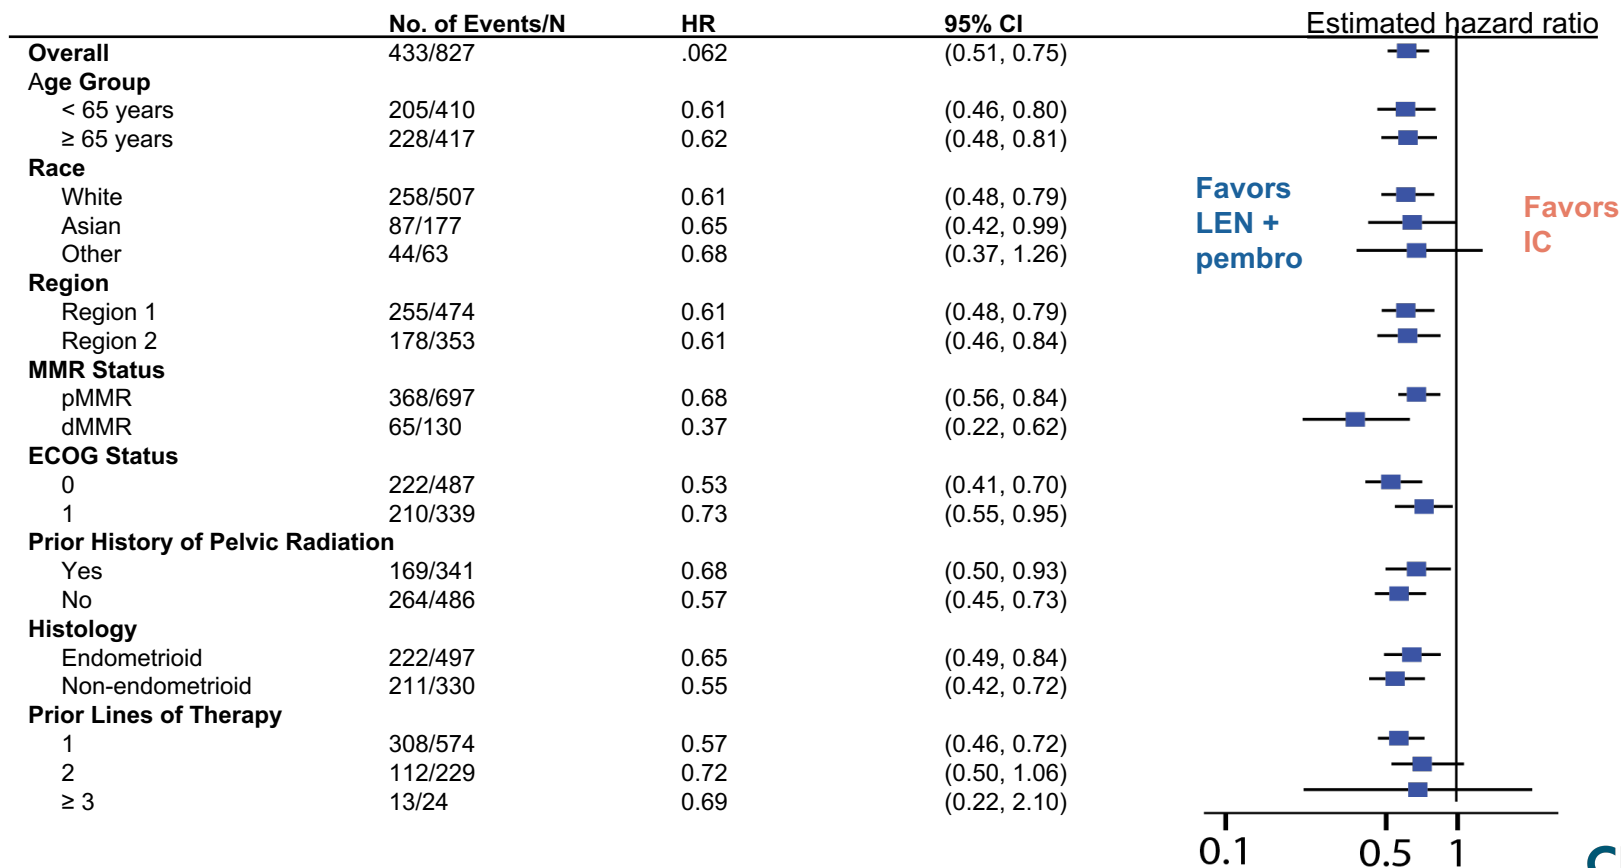 No. of Events/N HR 95% CI Estimated hazard ratio
Overall 433/827 .062 (0.51, 0.75)
Age Group
< 65 years 205/410 0.61 (0.46, 0.80)
≥ 65 years 228/417 0.62 (0.48, 0.81)
Race
White 258/507 0.61 (0.48, 0.79)
Asian 87/177 0.65 (0.42, 0.99)
Other 44/63 0.68 (0.37, 1.26)
Favors
LEN +
pembro
Favors
IC
Region
Region 1 255/474 0.61 (0.48, 0.79)
Region 2 178/353 0.61 (0.46, 0.84)
MMR Status
pMMR 368/697 0.68 (0.56, 0.84)
dMMR 65/130 0.37 (0.22, 0.62)
ECOG Status
0 222/487 0.53 (0.41, 0.70)
1 210/339 0.73 (0.55, 0.95)
Prior History of Pelvic Radiation
Yes 169/341 0.68 (0.50, 0.93)
No 264/486 0.57 (0.45, 0.73)
Histology
Endometrioid 222/497 0.65 (0.49, 0.84)
Non-endometrioid 211/330 0.55 (0.42, 0.72)
Prior Lines of Therapy
1 308/574 0.57 (0.46, 0.72)
2 112/229 0.72 (0.50, 1.06)
≥ 3 13/24 0.69 (0.22, 2.10)
0.1 0.5 1